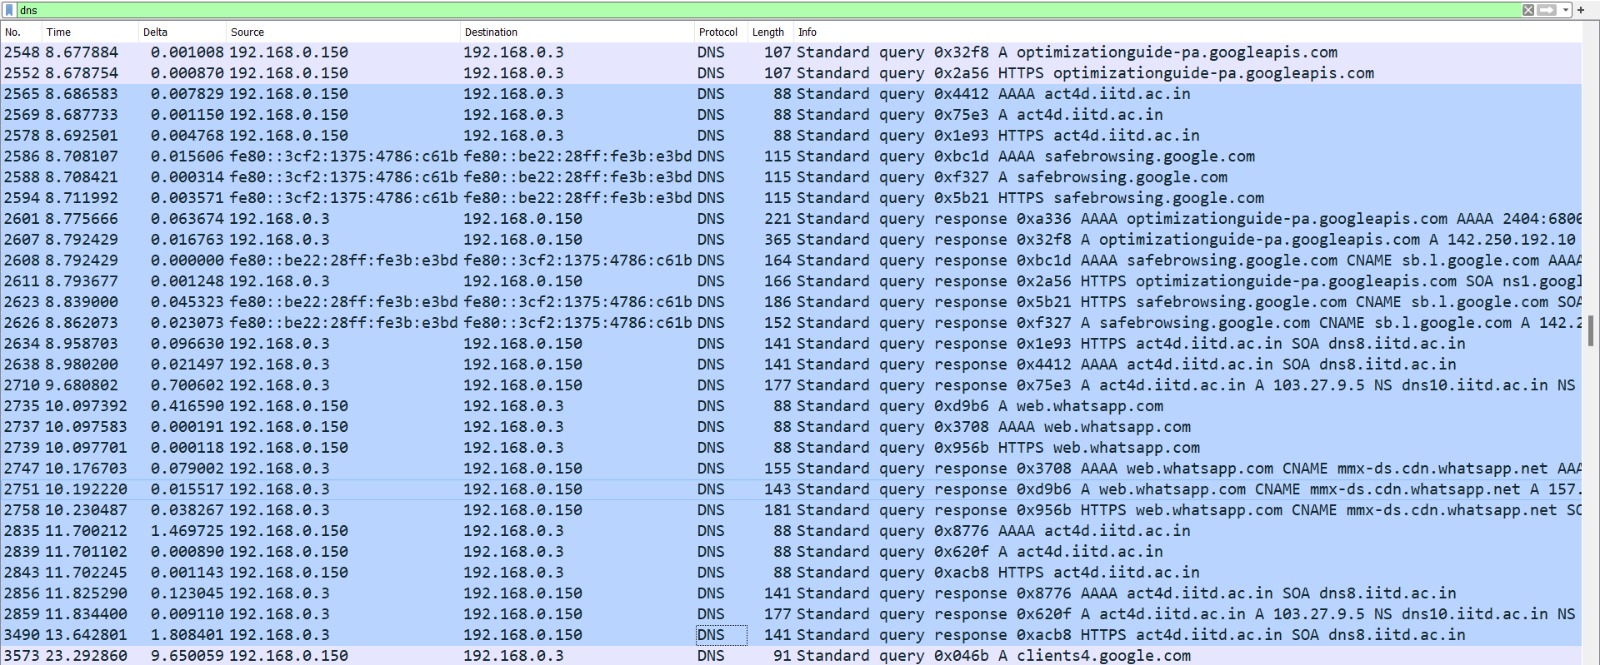 dns
No. Time Delta Source Destination Protocol Length Info
2548 8.677884 0.001008 192.168.0.150 192.168.0.3 DNS 107 Standard query 0x32f8 A optimizationguide-pa.googleapis.com
2552 8.678754 0.000870 192.168.0.150 192.168.0.3 DNS 107 Standard query 0x2a56 HTTPS optimizationguide-pa.googleapis.com
2565 8.686583 0.007829 192.168.0.150 192.168.0.3 DNS 88 Standard query 0x4412 AAAA act4d.iitd.ac.in
2569 8.687733 0.001150 192.168.0.150 192.168.0.3 DNS 88 Standard query 0x75e3 A act4d.iitd.ac.in
2578 8.692501 0.004768 192.168.0.150 192.168.0.3 DNS 88 Standard query 0x1e93 HTTPS act4d.iitd.ac.in
2586 8.708107 0.015606 fe80::3cf2:1375:4786:c61b fe80::be22:28ff:fe3b:e3bd DNS 115 Standard query 0xbc1d AAAA safebrowsing.google.com
2588 8.708421 0.000314 fe80::3cf2:1375:4786:c61b fe80::be22:28ff:fe3b:e3bd DNS 115 Standard query 0xf327 A safebrowsing.google.com
2594 8.711992 0.003571 fe80::3cf2:1375:4786:c61b fe80::be22:28ff:fe3b:e3bd DNS 115 Standard query 0x5b21 HTTPS safebrowsing.google.com
2601 8.775666 0.063674 192.168.0.3 192.168.0.150 DNS 221 Standard query response 0xa336 AAAA optimizationguide-pa.googleapis.com AAAA 2404:6800
2607 8.792429 0.016763 192.168.0.3 192.168.0.150 DNS 365 Standard query response 0x32f8 A optimizationguide-pa.googleapis.com A 142.250.192.10
2608 8.792429 0.000000 fe80::be22:28ff:fe3b:e3bd fe80::3cf2:1375:4786:c61b DNS 164 Standard query response 0xbc1d AAAA safebrowsing.google.com CNAME sb.l.google.com AAAA
2611 8.793677 0.001248 192.168.0.3 192.168.0.150 DNS 166 Standard query response 0x2a56 HTTPS optimizationguide-pa.googleapis.com SOA ns1.googl
2623 8.839000 0.045323 fe80::be22:28ff:fe3b:e3bd fe80::3cf2:1375:4786:c61b DNS 186 Standard query response 0x5b21 HTTPS safebrowsing.google.com CNAME sb.l.google.com SOA
2626 8.862073 0.023073 fe80::be22:28ff:fe3b:e3bd fe80::3cf2:1375:4786:c61b DNS 152 Standard query response 0xf327 A safebrowsing.google.com CNAME sb.l.google.com A 142.2
2634 8.958703 0.096630 192.168.0.3 192.168.0.150 DNS 141 Standard query response 0x1e93 HTTPS act4d.iitd.ac.in SOA dns8.iitd.ac.in
2638 8.980200 0.021497 192.168.0.3 192.168.0.150 DNS 141 Standard query response 0x4412 AAAA act4d.iitd.ac.in SOA dns8.iitd.ac.in
2710 9.680802 0.700602 192.168.0.3 192.168.0.150 DNS 177 Standard query response 0x75e3 A act4d.iitd.ac.in A 103.27.9.5 NS dns10.iitd.ac.in NS
2735 10.097392 0.416590 192.168.0.150 192.168.0.3 DNS 88 Standard query 0xd9b6 A web.whatsapp.com
2737 10.097583 0.000191 192.168.0.150 192.168.0.3 DNS 88 Standard query 0x3708 AAAA web.whatsapp.com
2739 10.097701 0.000118 192.168.0.150 192.168.0.3 DNS 88 Standard query 0x956b HTTPS web.whatsapp.com
2747 10.176703 0.079002 192.168.0.3 192.168.0.150 DNS 155 Standard query response 0x3708 AAAA web.whatsapp.com CNAME mmx-ds.cdn.whatsapp.net AAA
2751 10.192220 0.015517 192.168.0.3 192.168.0.150 DNS 143 Standard query response 0xd9b6 A web.whatsapp.com CNAME mmx-ds.cdn.whatsapp.net A 157.
2758 10.230487 0.038267 192.168.0.3 192.168.0.150 DNS 181 Standard query response 0x956b HTTPS web.whatsapp.com CNAME mmx-ds.cdn.whatsapp.net SO
2835 11.700212 1.469725 192.168.0.150 192.168.0.3 DNS 88 Standard query 0x8776 AAAA act4d.iitd.ac.in
2839 11.701102 0.000890 192.168.0.150 192.168.0.3 DNS 88 Standard query 0x620f A act4d.iitd.ac.in
2843 11.702245 0.001143 192.168.0.150 192.168.0.3 DNS 88 Standard query 0xacb8 HTTPS act4d.iitd.ac.in
2856 11.825290 0.123045 192.168.0.3 192.168.0.150 DNS 141 Standard query response 0x8776 AAAA act4d.iitd.ac.in SOA dns8.iitd.ac.in
2859 11.834400 0.009110 192.168.0.3 192.168.0.150 DNS 177 Standard query response 0x620f A act4d.iitd.ac.in A 103.27.9.5 NS dns10.iitd.ac.in NS
3490 13.642801 1.808401 192.168.0.3 192.168.0.150 DNS 141 Standard query response 0xacb8 HTTPS act4d.iitd.ac.in SOA dns8.iitd.ac.in
3573 23.292860 9.650059 192.168.0.150 192.168.0.3 DNS 91 Standard query 0x046b A clients4.google.com